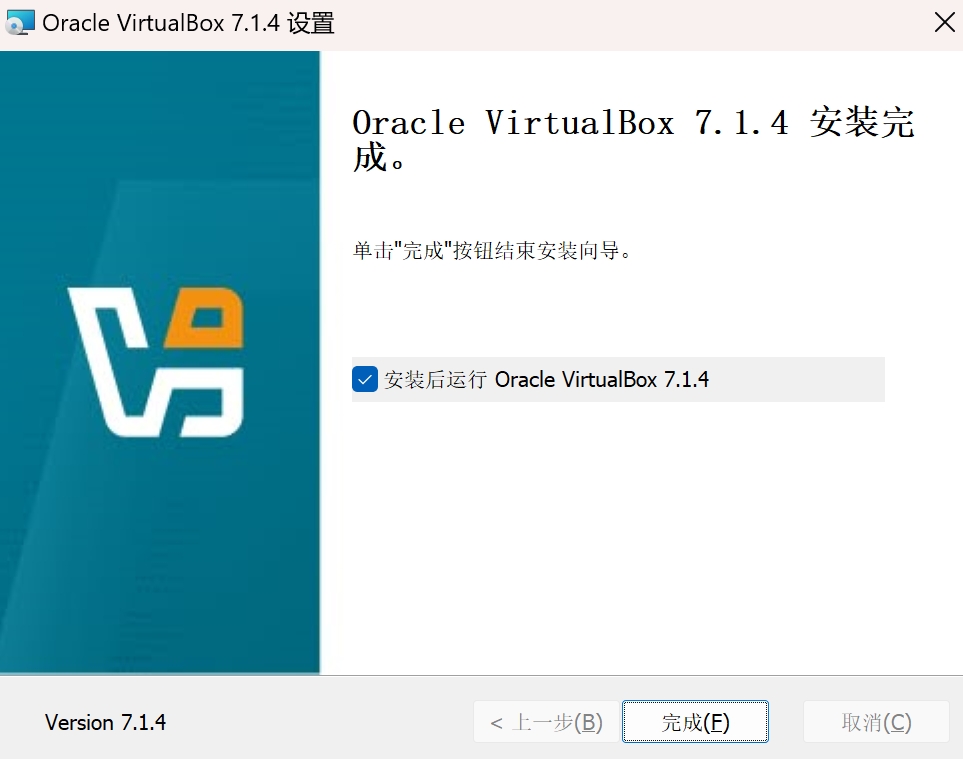 Oracle VirtualBox 7.1.4 设置
Oracle VirtualBox 7.1.4 安装完
成。
单击"完成"按钮结束安装向导。
安装后运行 Oracle VirtualBox 7.1.4
Version 7.1.4
< 上一步(B)
完成(F)
取消(C)